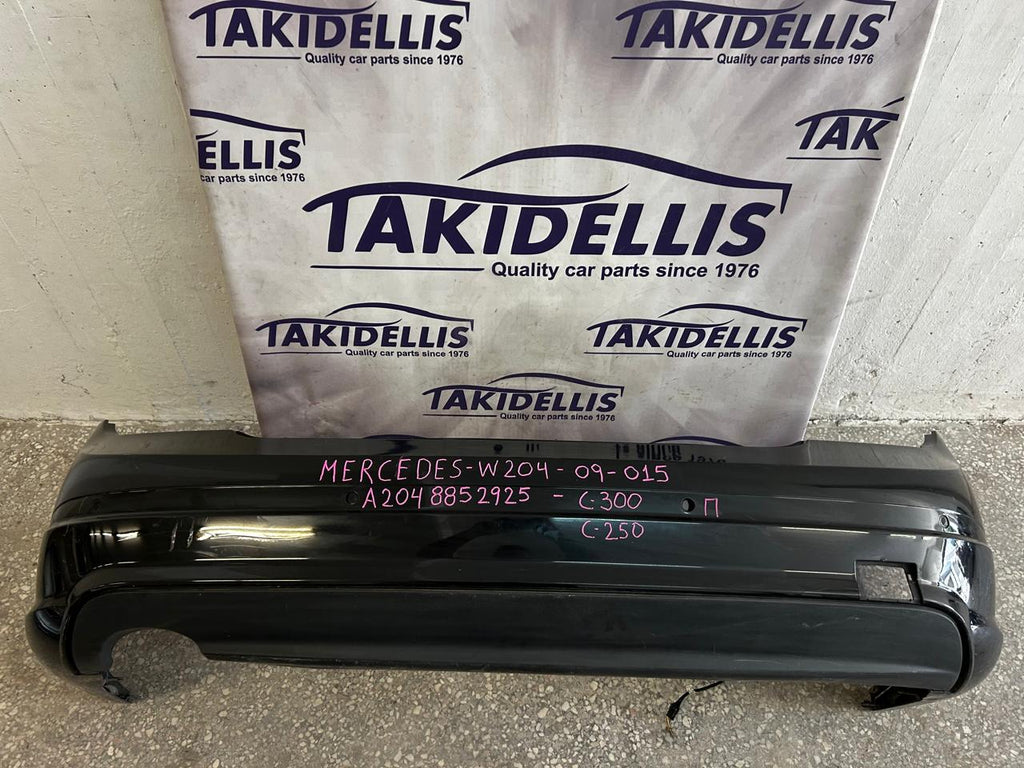 TAKIDELLIS
Quality car parts since 1976
TAKIDELLIS
Quality car parts since 1976
ELLIS
car parts since 1976
TAK
TAKIDELLIS
Quality car parts since 1976
TAKIDELLIS
Quality car parts since 1976
TAKIDELLIS
Quality car parts since 1976
TAKIDELLIS
Quality car parts since 1976
MERCEDES-W204-09-015
A2048852925 - C-300 Π
C-250